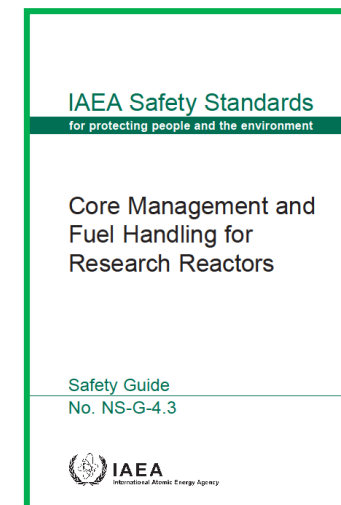 IAEA Safety Standards
for protecting people and the environment
Core Management and
Fuel Handling for
Research Reactors
Safety Guide
No. NS-G-4.3
IAEA
International Atomic Energy Agency